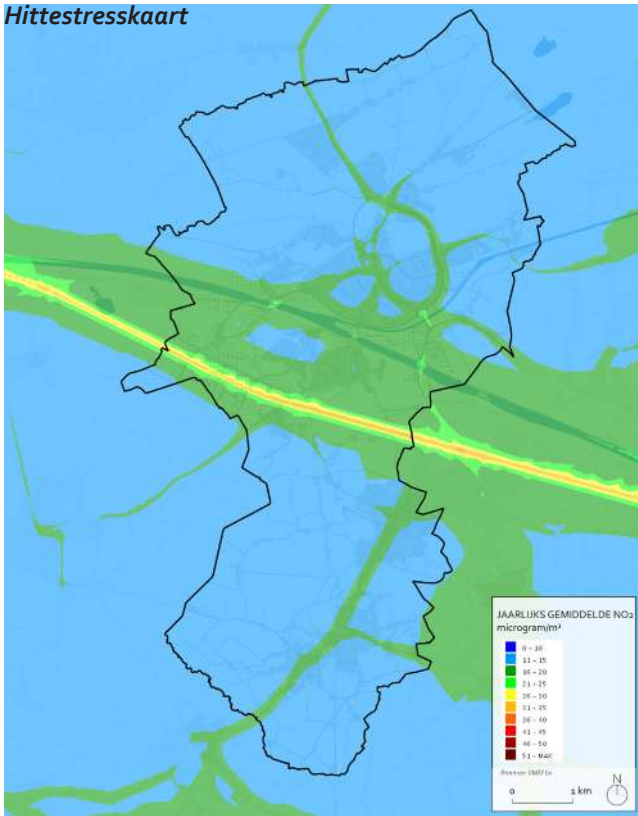 Hittestresskaart
JAARLIJKS GEMIDDELDE NO2
microgram/m³
0 – 10
11 – 15
16 – 20
21 – 25
26 – 30
31 – 35
36 – 40
41 – 45
46 – 50
51 – MAX
N
0 1 km